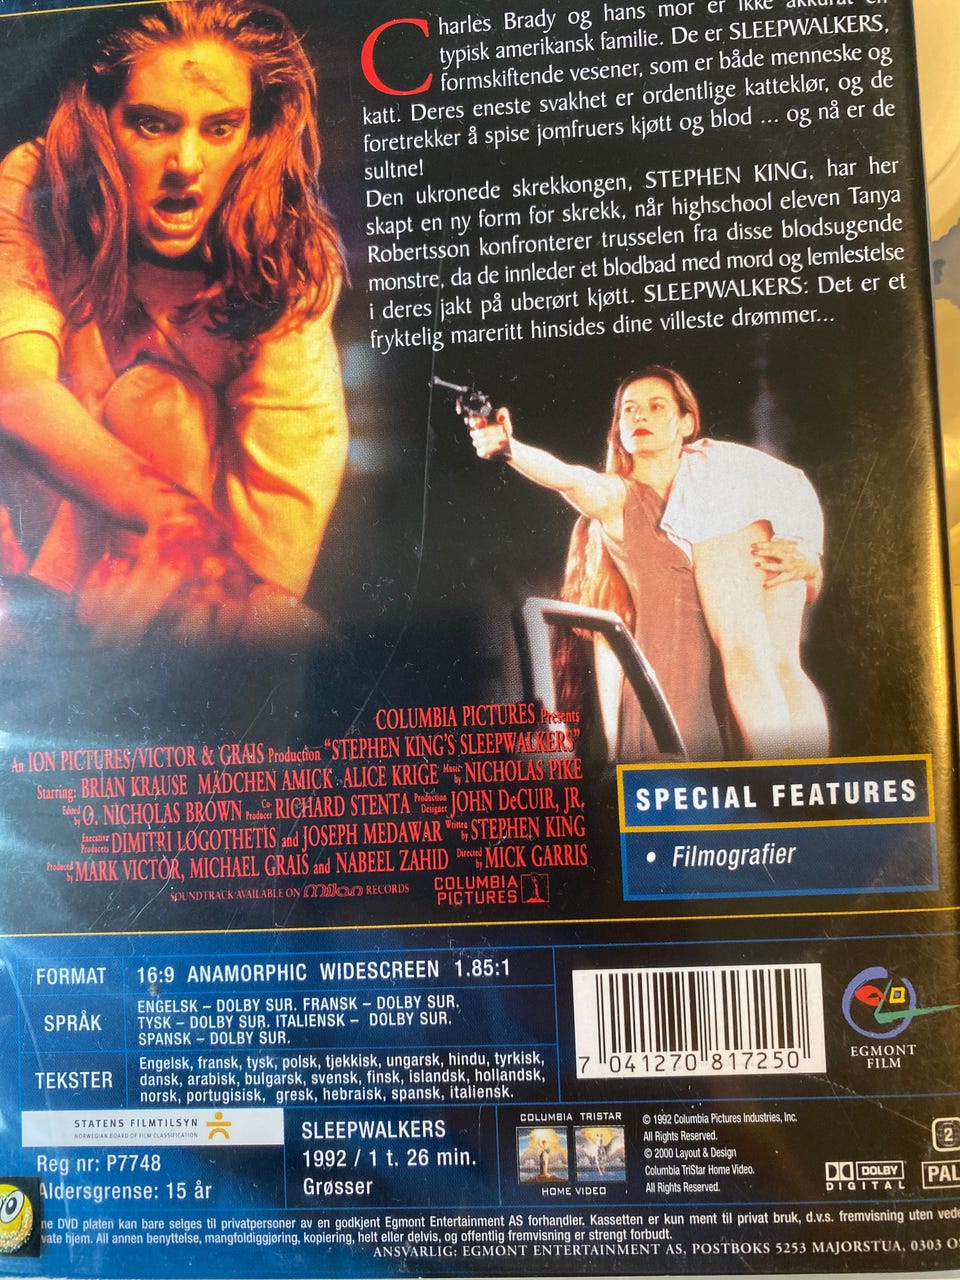 Charles Brady og hans mor er ikke akkurat en
typisk amerikansk familie. De er SLEEPWALKERS,
formskiftende vesener, som er både menneske og
katt. Deres eneste svakhet er ordentlige katteklør, og de
foretrekker å spise jomfruers kjøtt og blod ... og nå er de
sultne!
Den ukronede skrekkongen, STEPHEN KING, har her
skapt en ny form for skrekk, når highschool eleven Tanya
Robertsson konfronterer trusselen fra disse blodsugende
monstre, da de innleder et blodbad med mord og lemlestelse
i deres jakt på uberørt kjøtt. SLEEPWALKERS: Det er et
fryktelig mareritt hinsides dine villeste drømmer...
COLUMBIA PICTURES Presents
An ION PICTURES/VICTOR & GRAIS Production "STEPHEN KING'S SLEEPWALKERS"
Starring: BRIAN KRAUSE MÄDCHEN AMICK ALICE KRIGE Music by NICHOLAS PIKE
Edited by O. NICHOLAS BROWN Co-Producer RICHARD STENTA Production Designer JOHN DeCUIR, JR.
Executive Producers DIMITRI LOGOTHETIS and JOSEPH MEDAWAR Written by STEPHEN KING
Produced by MARK VICTOR, MICHAEL GRAIS and NABEEL ZAHID Directed by MICK GARRIS
SOUNDTRACK AVAILABLE ON milan RECORDS
COLUMBIA
PICTURES
SPECIAL FEATURES
• Filmografier
FORMAT 16:9 ANAMORPHIC WIDESCREEN 1.85:1
SPRÅK
ENGELSK – DOLBY SUR. FRANSK – DOLBY SUR.
TYSK – DOLBY SUR. ITALIENSK – DOLBY SUR.
SPANSK – DOLBY SUR.
TEKSTER
Engelsk, fransk, tysk, polsk, tjekkisk, ungarsk, hindu, tyrkisk,
dansk, arabisk, bulgarsk, svensk, finsk, islandsk, hollandsk,
norsk, portugisisk, gresk, hebraisk, spansk, italiensk.
7 041270 817250
EGMONT
FILM
STATENS FILMTILSYN
NORWEGIAN BOARD OF FILM CLASSIFICATION
Reg nr: P7748
Aldersgrense: 15 år
SLEEPWALKERS
1992 / 1 t. 26 min.
Grøsser
COLUMBIA TRISTAR
HOME VIDEO
© 1992 Columbia Pictures Industries, Inc.
All Rights Reserved.
© 2000 Layout & Design
Columbia TriStar Home Video.
All Rights Reserved.
2
DOLBY
DIGITAL
PAL
ne DVD platen kan bare selges til privatpersoner av en godkjent Egmont Entertainment AS forhandler. Kassetten er kun ment til privat bruk, d.v.s. fremvisning uten vede
vate hjem. All annen benyttelse, mangfoldiggjøring, kopiering, helt eller delvis, og offentlig fremvisning er strengt forbudt.
ANSVARLIG: EGMONT ENTERTAINMENT AS, POSTBOKS 5253 MAJORSTUA, 0303